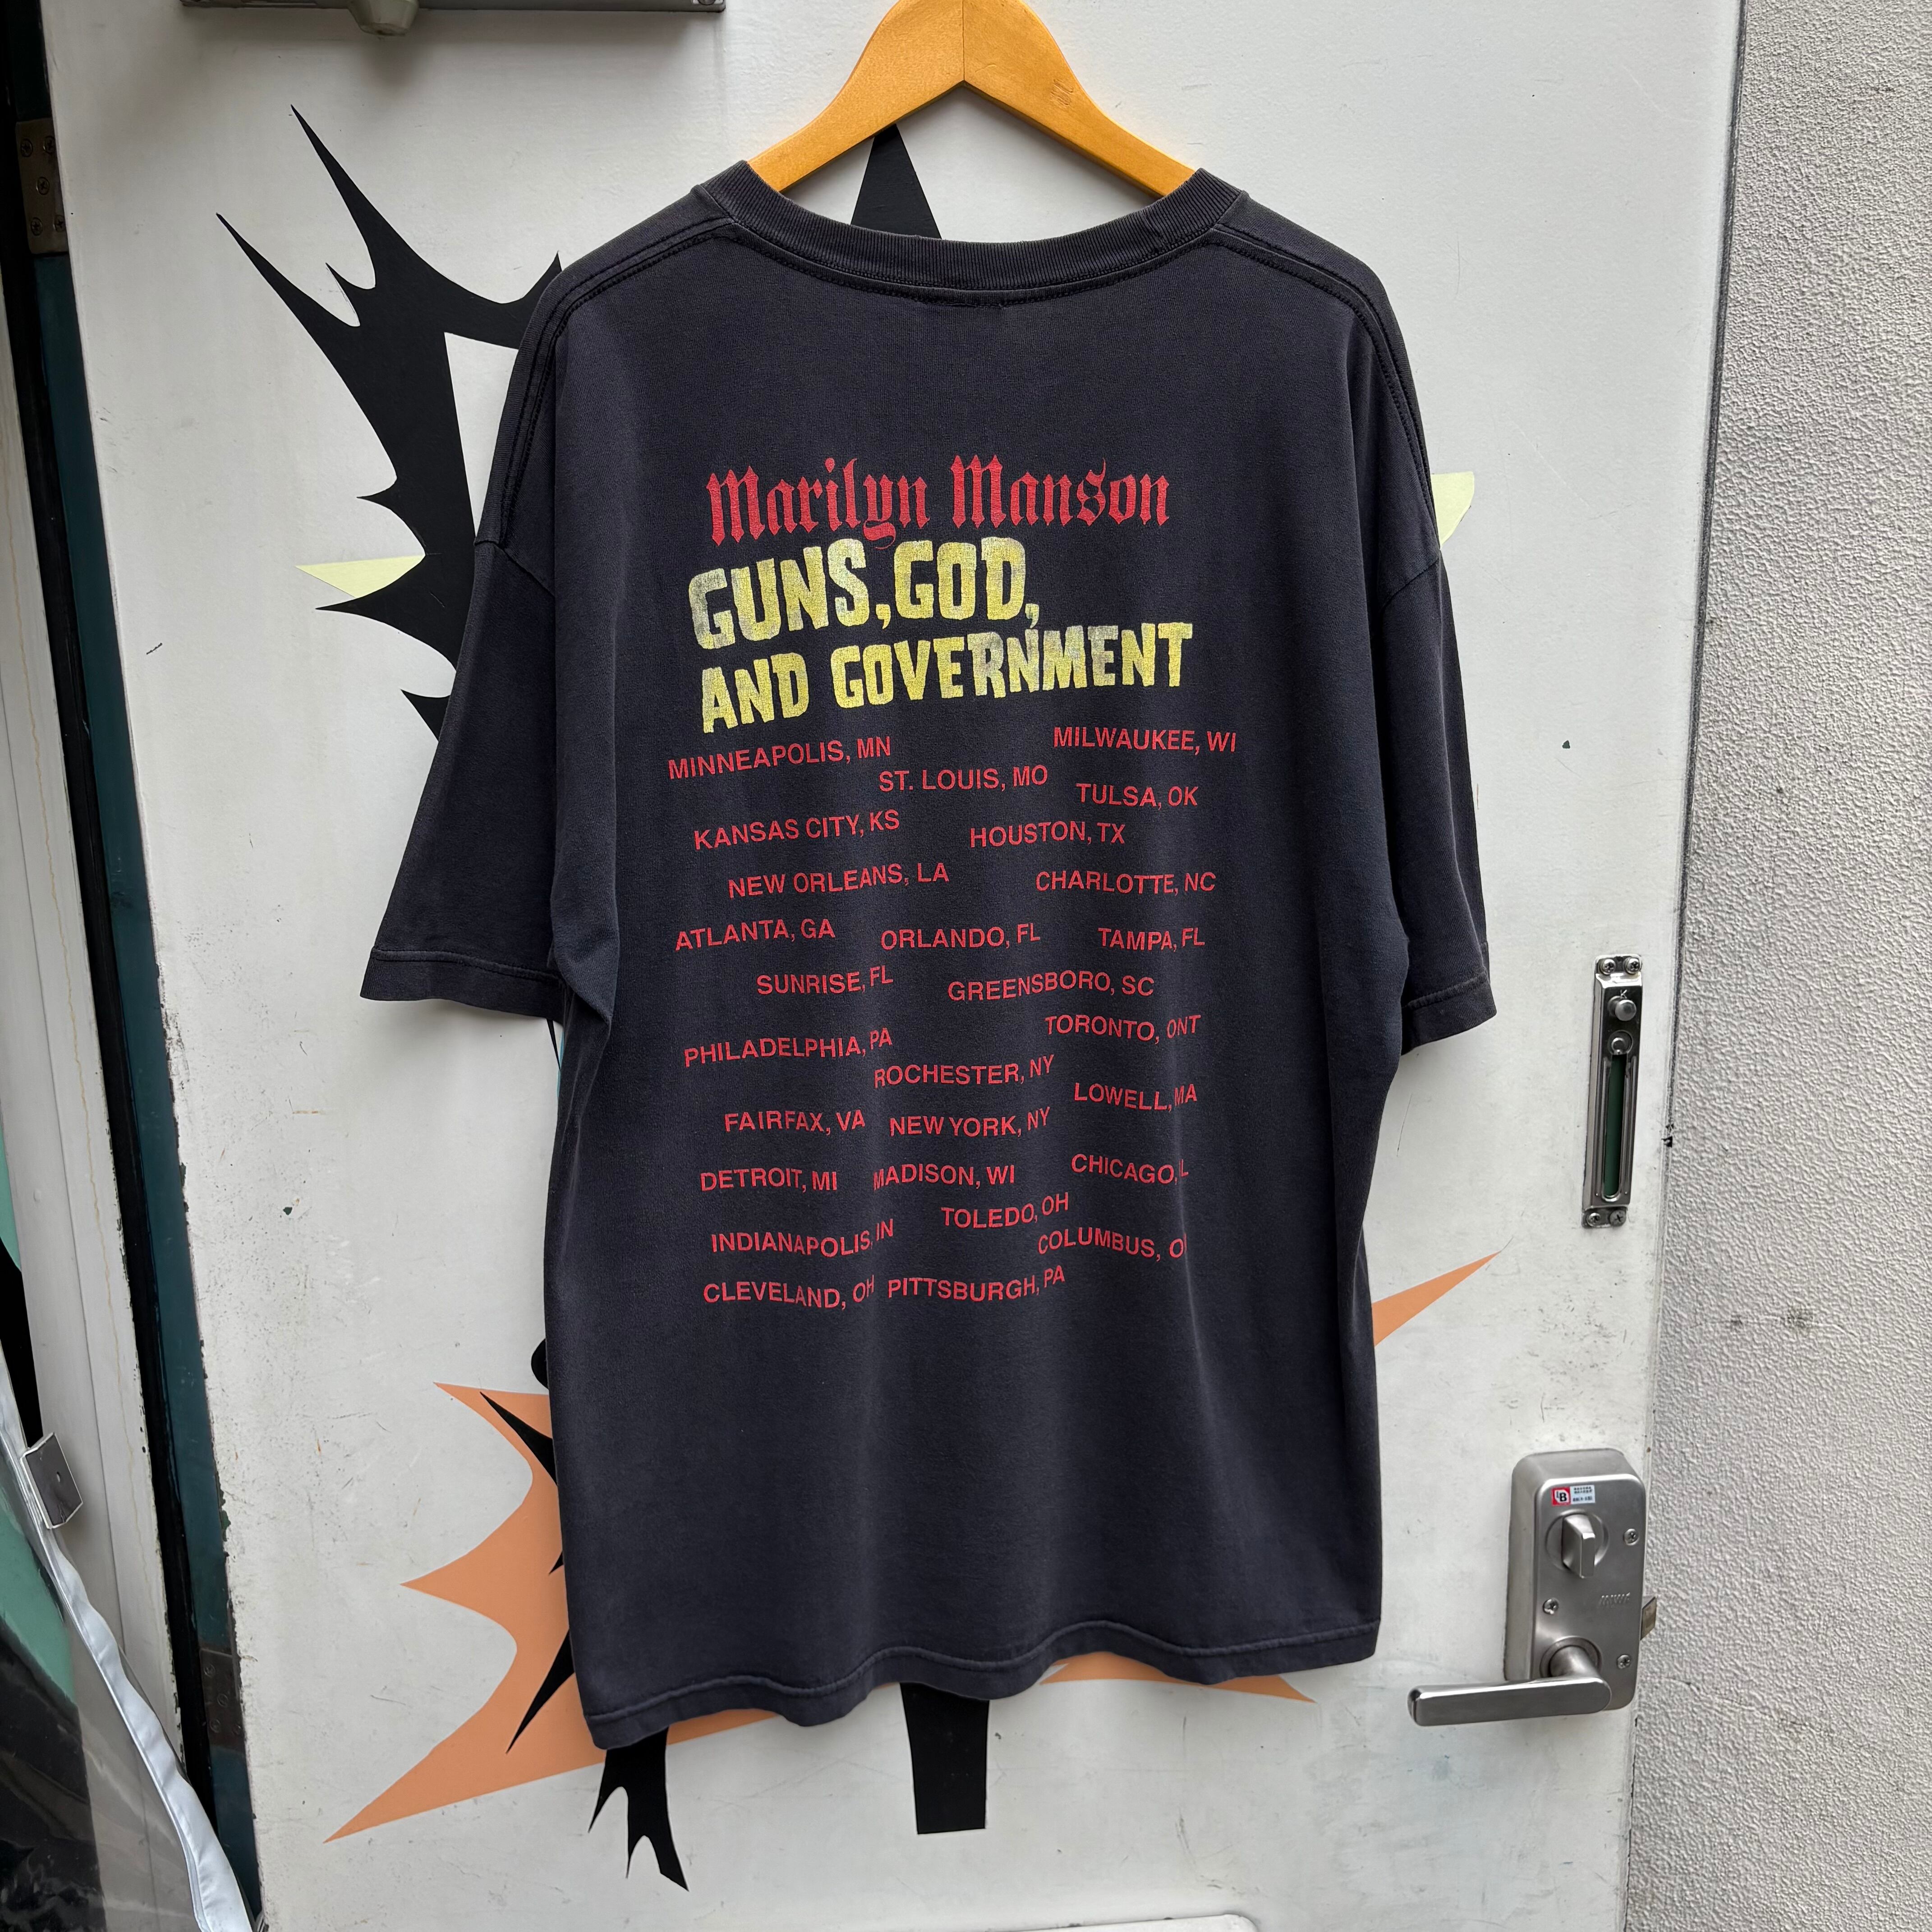 Marilyn Manson
GUNS, GOD,
AND GOVERNMENT
MINNEAPOLIS, MN
MILWAUKEE, WI
ST. LOUIS, MO
TULSA, OK
KANSAS CITY, KS
HOUSTON, TX
NEW ORLEANS, LA
CHARLOTTE, NC
ATLANTA, GA
ORLANDO, FL
TAMPA, FL
SUNRISE, FL
GREENSBORO, SC
PHILADELPHIA, PA
TORONTO, ONT
ROCHESTER, NY
LOWELL, MA
FAIRFAX, VA
NEW YORK, NY
DETROIT, MI
MADISON, WI
CHICAGO, IL
TOLEDO, OH
INDIANAPOLIS, IN
COLUMBUS, O
CLEVELAND, OH
PITTSBURGH, PA
MIWA